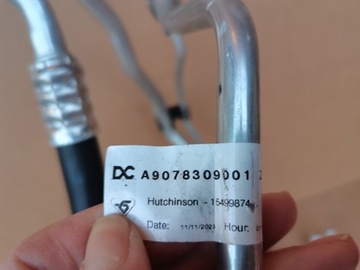 DC A9078309001
Hutchinson - 15499874 -
Date: 11/11/2023 Hour: